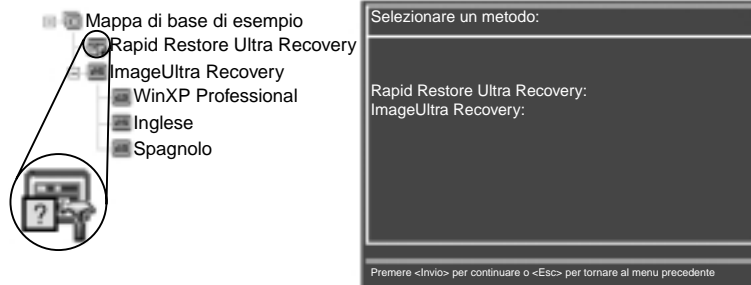 Mappa di base di esempio
Rapid Restore Ultra Recovery
ImageUltra Recovery
WinXP Professional
Inglese
Spagnolo
?
Selezionare un metodo:
Rapid Restore Ultra Recovery:
ImageUltra Recovery:
Premere <Invio> per continuare o <Esc> per tornare al menu precedente